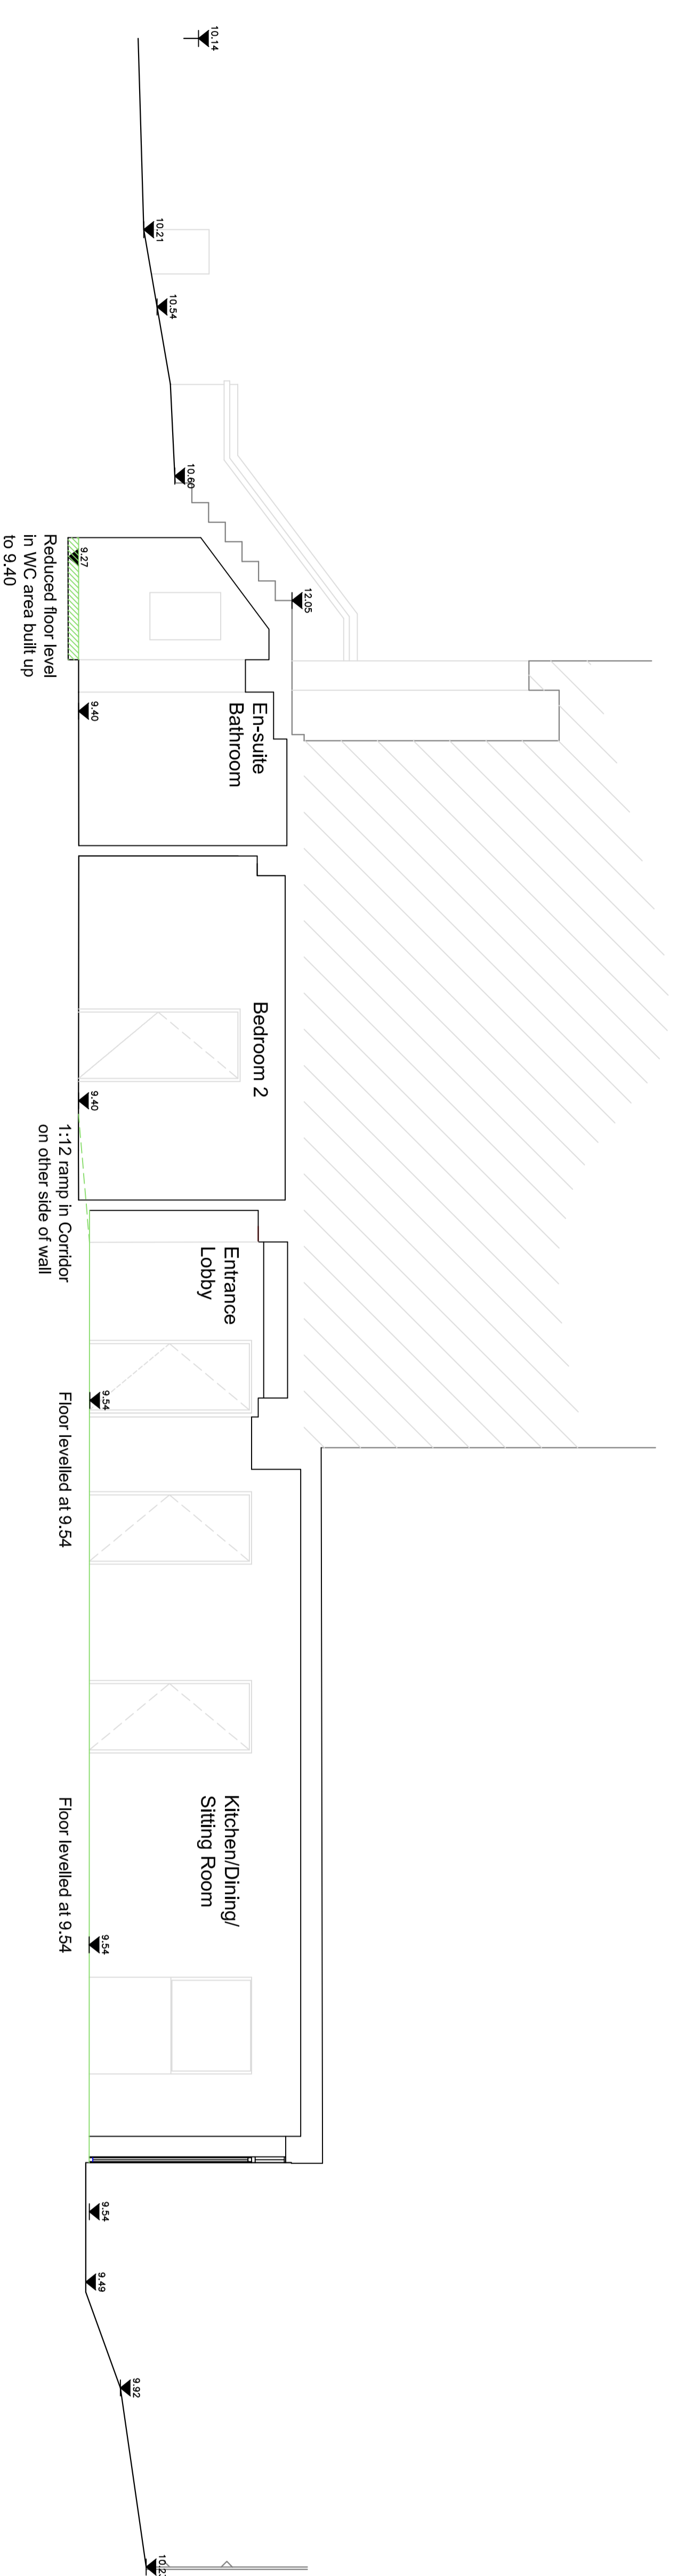 10.14
10.21
10.54
10.60
12.05
9.27
Reduced floor level
in WC area built up
to 9.40
9.40
En-suite
Bathroom
Bedroom 2
9.40
1:12 ramp in Corridor
on other side of wall
Entrance
Lobby
9.54
Floor levelled at 9.54
Kitchen/Dining/
Sitting Room
Floor levelled at 9.54
9.54
9.54
9.49
9.92